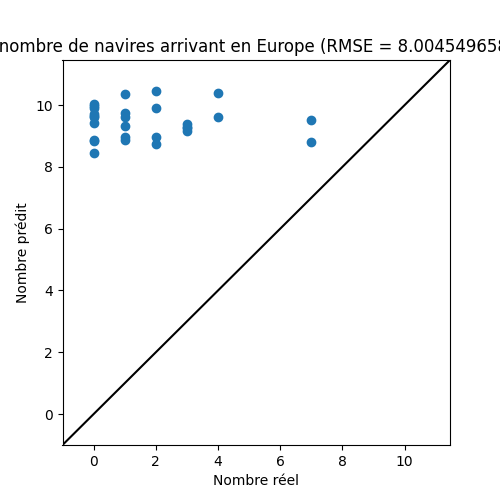 nombre de navires arrivant en Europe (RMSE = 8.004549658
10
8
6
4
2
0
Nombre prédit
0 2 4 6 8 10
Nombre réel